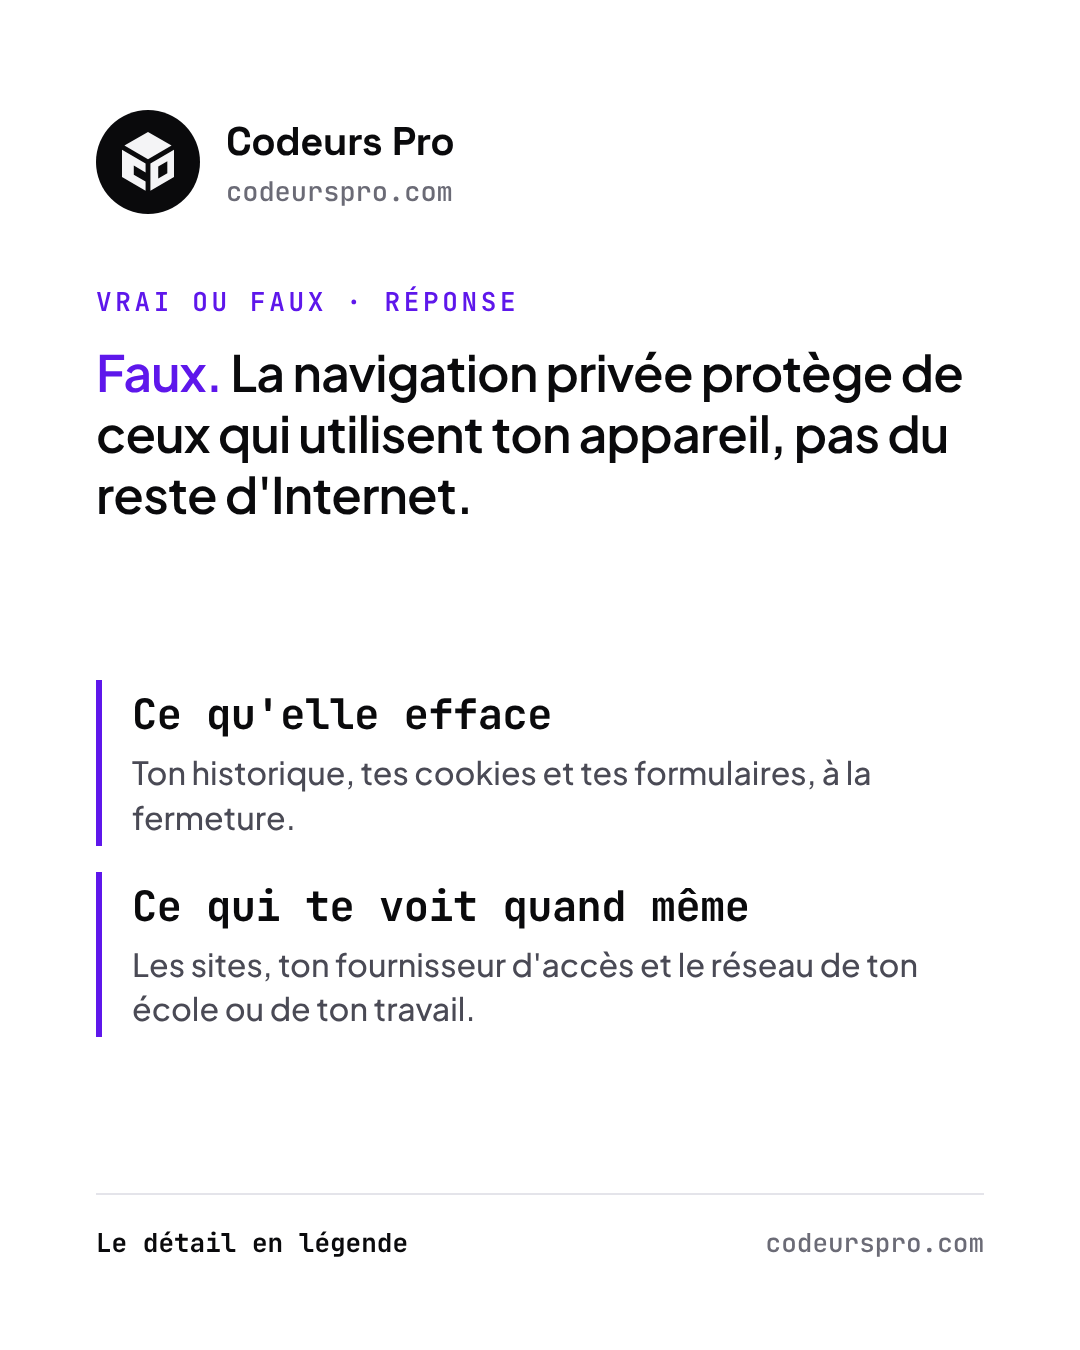 Codeurs Pro
codeurspro.com
VRAI OU FAUX · RÉPONSE
Faux. La navigation privée protège de
ceux qui utilisent ton appareil, pas du
reste d'Internet.
Ce qu'elle efface
Ton historique, tes cookies et tes formulaires, à la
fermeture.
Ce qui te voit quand même
Les sites, ton fournisseur d'accès et le réseau de ton
école ou de ton travail.
Le détail en légende
codeurspro.com